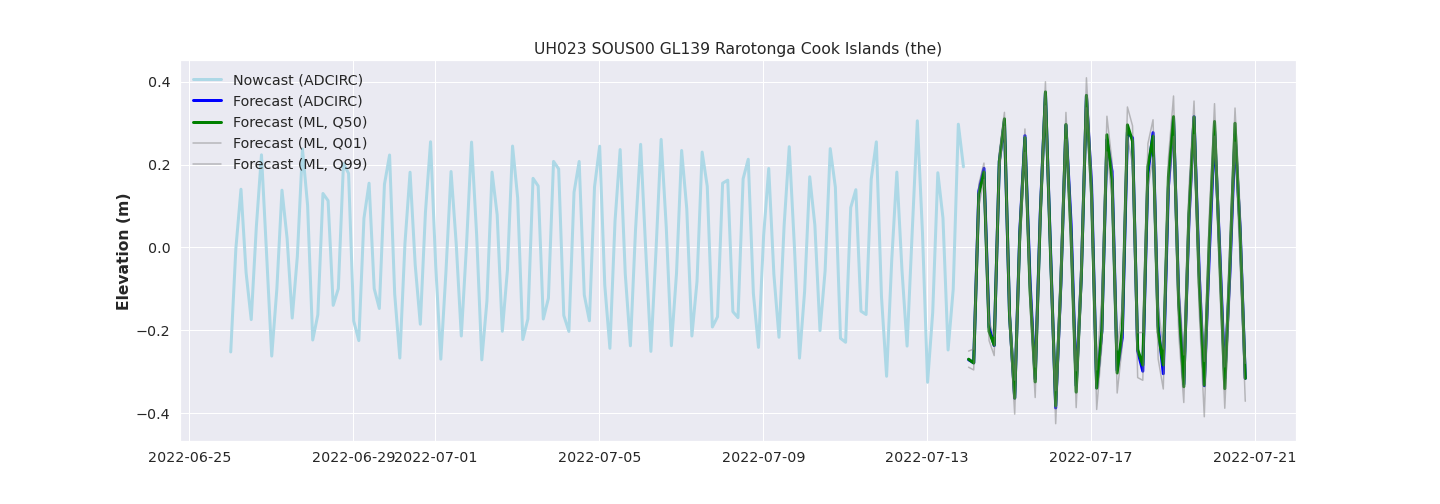 UH023 SOUS00 GL139 Rarotonga Cook Islands (the)
Nowcast (ADCIRC)
Forecast (ADCIRC)
Forecast (ML, Q50)
Forecast (ML, Q01)
Forecast (ML, Q99)
Elevation (m)
0.4
0.2
0.0
−0.2
−0.4
2022-06-25 2022-06-29 2022-07-01 2022-07-05 2022-07-09 2022-07-13 2022-07-17 2022-07-21